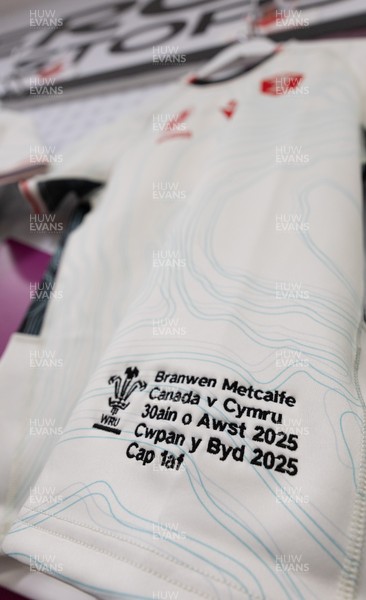 HUW EVANS
Branwen Metcalfe
Canada v Cymru
30ain o Awst 2025
Cwpan y Byd 2025
Cap 1af
WRU